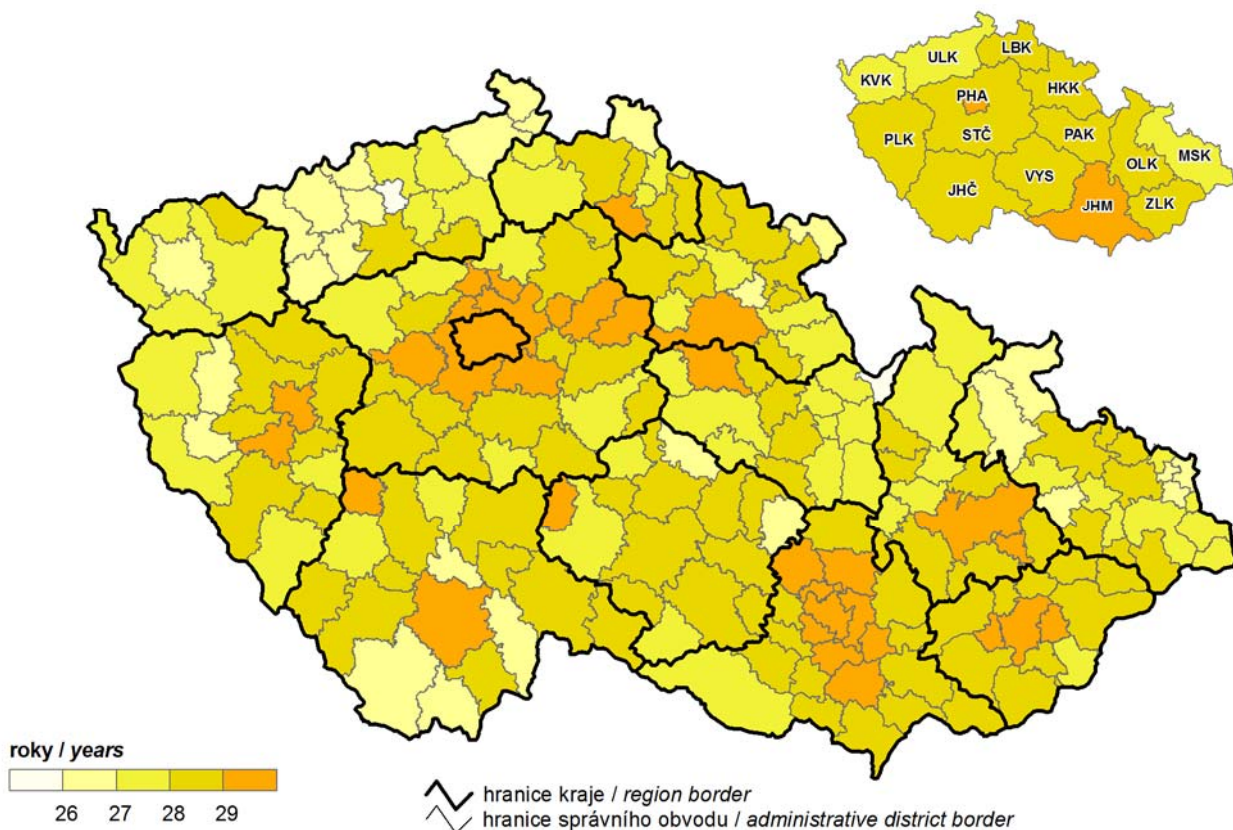 LBK
ULK
KVK
HKK
PHA
PLK
STČ
PAK
OLK
MSK
VYS
JHČ
JHM
ZLK
roky / years
26 27 28 29
hranice kraje / region border
hranice správního obvodu / administrative district border